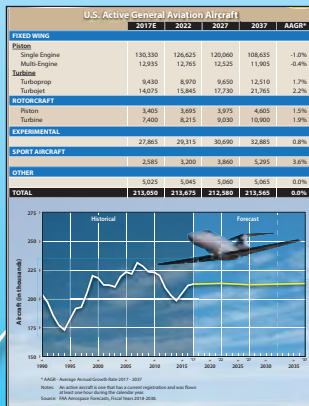 U.S. Active General Aviation Aircraft
2017E 2022 2027 2037 AAGR*
FIXED WING
Piston
Single Engine 130,330 126,625 120,060 108,635 -1.0%
Multi-Engine 12,935 12,765 12,525 11,905 -0.4%
Turbine
Turboprop 9,430 8,970 9,650 12,510 1.7%
Turbojet 14,075 15,845 17,730 21,765 2.2%
ROTORCRAFT
Piston 3,405 3,695 3,975 4,605 1.5%
Turbine 7,400 8,215 9,030 10,900 1.9%
EXPERIMENTAL
27,865 29,315 30,690 32,885 0.8%
SPORT AIRCRAFT
2,585 3,200 3,860 5,295 3.6%
OTHER
5,025 5,045 5,060 5,065 0.0%
TOTAL 213,050 213,675 212,580 213,565 0.0%
Aircraft (in thousands)
275
250
225
200
175
150
Historical Forecast
1990 1995 2000 2005 2010 2015 2020 2025 2030 2035
* AAGR - Average Annual Growth Rate 2017 - 2037
Notes: An active aircraft is one that has a current registration and was flown
at least one hour during the calendar year.
Source: FAA Aerospace Forecasts, Fiscal Years 2018-2038.